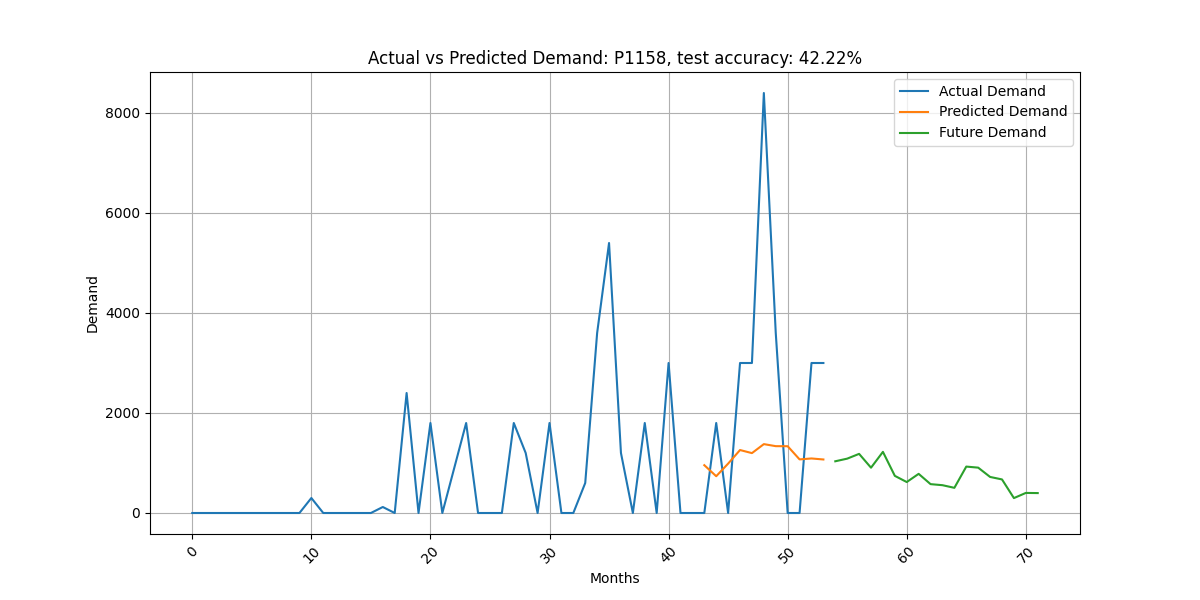 Actual vs Predicted Demand: P1158, test accuracy: 42.22%
Actual Demand
Predicted Demand
Future Demand
Demand
8000
6000
4000
2000
0
0 10 20 30 40 50 60 70
Months